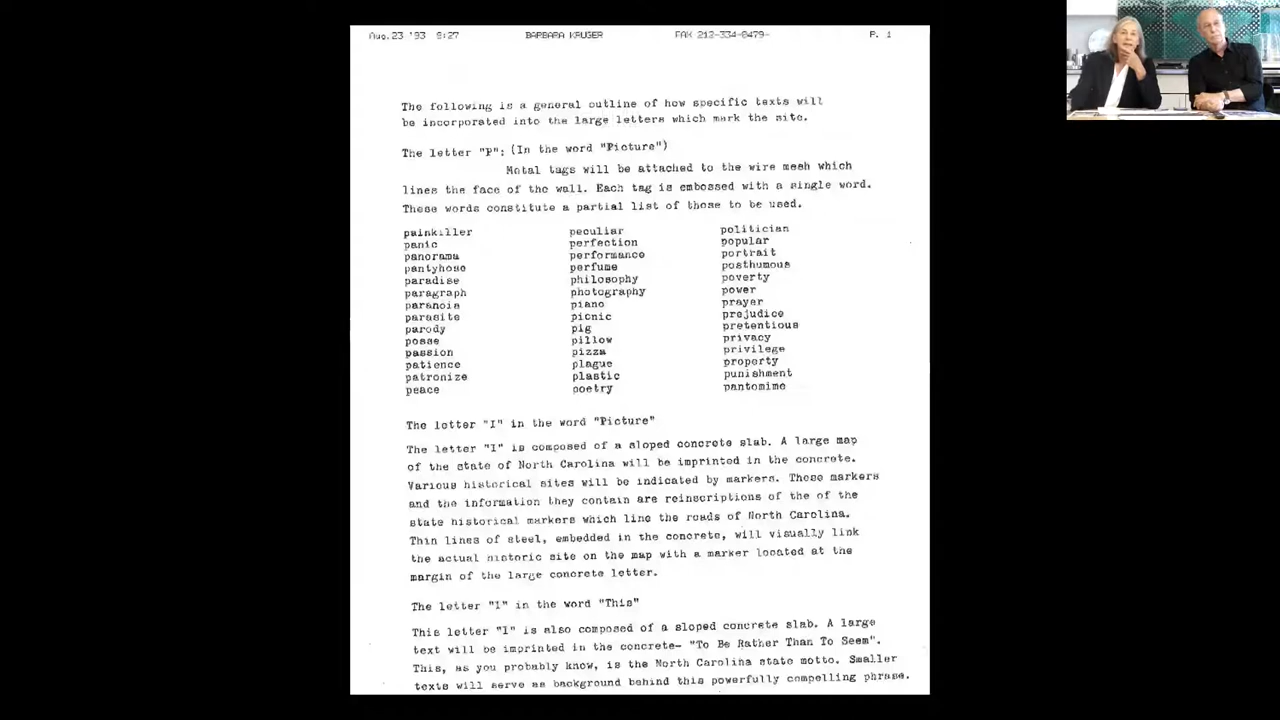 Aug.23 '93 9:27 BARBARA KRUGER FAX 212-334-0479- P. 1
The following is a general outline of how specific texts will
be incorporated into the large letters which mark the site.
The letter "P": (In the word "Picture")
Metal tags will be attached to the wire mesh which
lines the face of the wall. Each tag is embossed with a single word.
These words constitute a partial list of those to be used.
painkiller peculiar politician
panic perfection popular
panorama performance portrait
pantyhose perfume posthumous
paradise philosophy poverty
paragraph photography power
paranoia piano prayer
parasite picnic prejudice
parody pig pretentious
posse pillow privacy
passion pizza privilege
patience plague property
patronize plastic punishment
peace poetry pantomime
The letter "I" in the word "Picture"
The letter "I" is composed of a sloped concrete slab. A large map
of the state of North Carolina will be imprinted in the concrete.
Various historical sites will be indicated by markers. These markers
and the information they contain are reinscriptions of the of the
state historical markers which line the roads of North Carolina.
Thin lines of steel, embedded in the concrete, will visually link
the actual historic site on the map with a marker located at the
margin of the large concrete letter.
The letter "I" in the word "This"
This letter "I" is also composed of a sloped concrete slab. A large
text will be imprinted in the concrete- "To Be Rather Than To Seem".
This, as you probably know, is the North Carolina state motto. Smaller
texts will serve as background behind this powerfully compelling phrase.